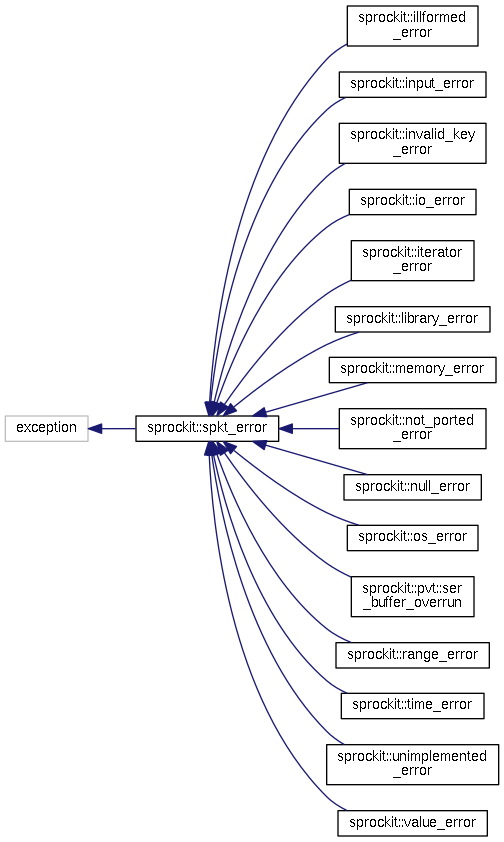 sprockit::illformed
_error
sprockit::input_error
sprockit::invalid_key
_error
sprockit::io_error
sprockit::iterator
_error
sprockit::library_error
sprockit::memory_error
exception
sprockit::spkt_error
sprockit::not_ported
_error
sprockit::null_error
sprockit::os_error
sprockit::pvt::ser
_buffer_overrun
sprockit::range_error
sprockit::time_error
sprockit::unimplemented
_error
sprockit::value_error